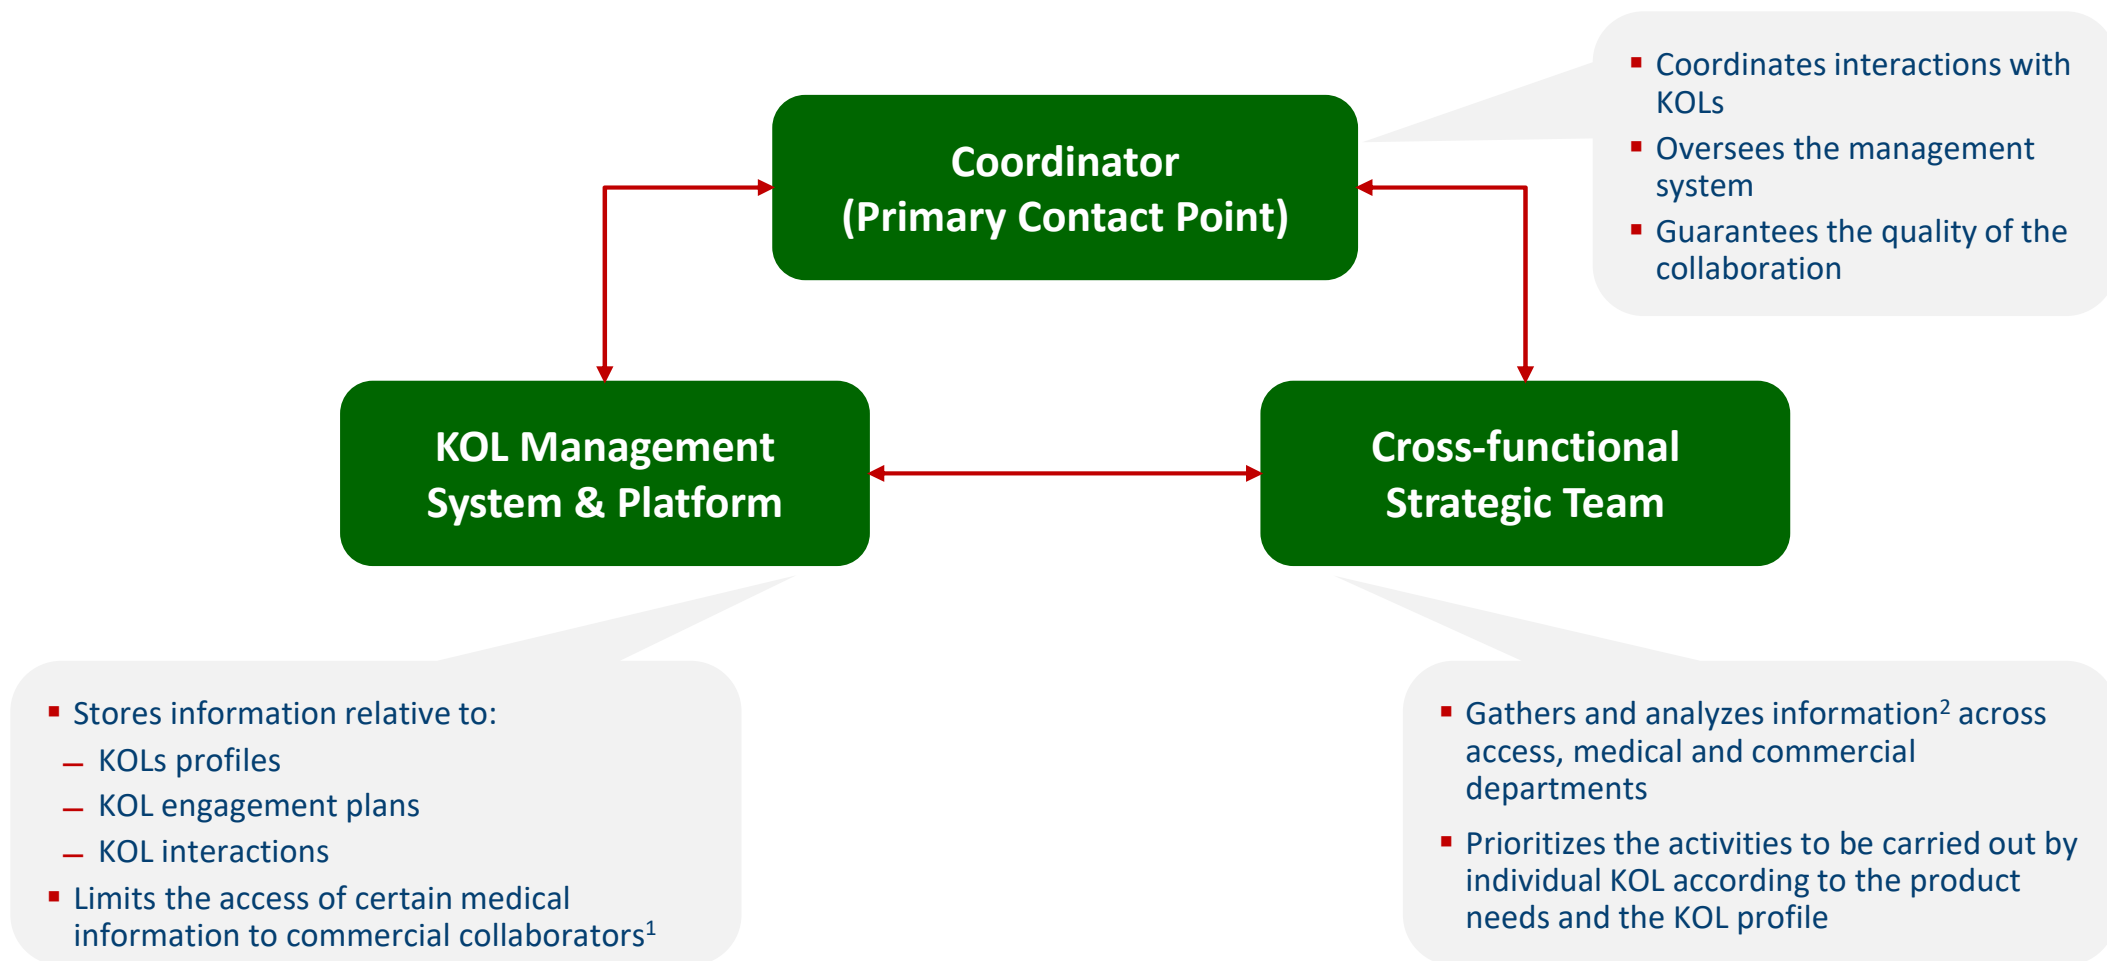 ▪ Coordinates interactions with
KOLs
▪ Oversees the management
system
▪ Guarantees the quality of the
collaboration
Coordinator
(Primary Contact Point)
KOL Management
System & Platform
Cross-functional
Strategic Team
▪ Stores information relative to:
– KOLs profiles
– KOL engagement plans
– KOL interactions
▪ Limits the access of certain medical
information to commercial collaborators¹
▪ Gathers and analyzes information² across
access, medical and commercial
departments
▪ Prioritizes the activities to be carried out by
individual KOL according to the product
needs and the KOL profile